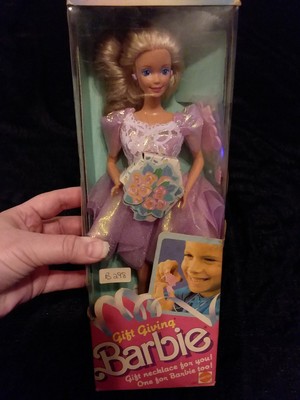 Gift Giving
Barbie
Gift necklace for you!
One for Barbie too!